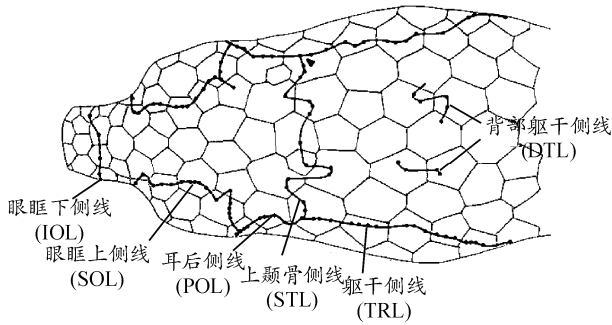 背部躯干侧线
(DTL)
眼眶下侧线
(IOL)
眼眶上侧线
(SOL)
耳后侧线
(POL)
上颞骨侧线
(STL)
躯干侧线
(TRL)